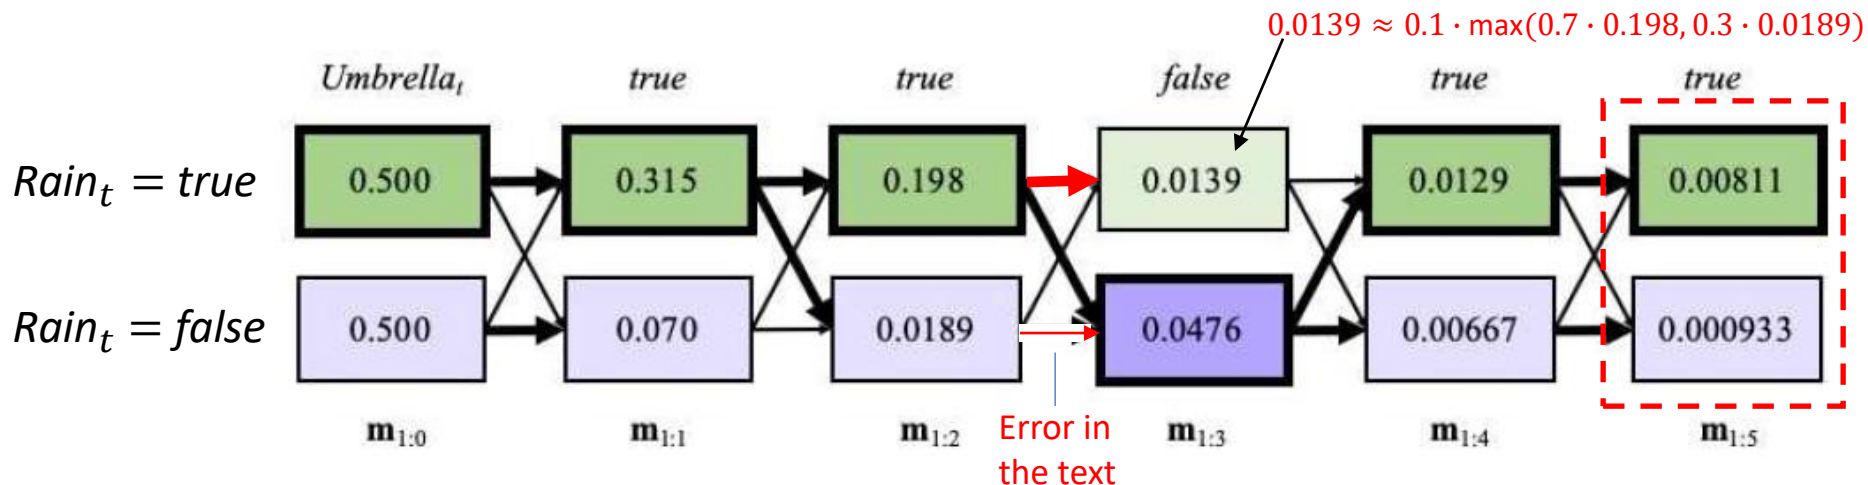 0.0139 ≈ 0.1 · max(0.7 · 0.198, 0.3 · 0.0189)
Umbrellaₜ true true false true true
Rainₜ = true 0.500 0.315 0.198 0.0139 0.0129 0.00811
Rainₜ = false 0.500 0.070 0.0189 0.0476 0.00667 0.000933
m₁:₀ m₁:₁ m₁:₂ m₁:₃ m₁:₄ m₁:₅
Error in
the text